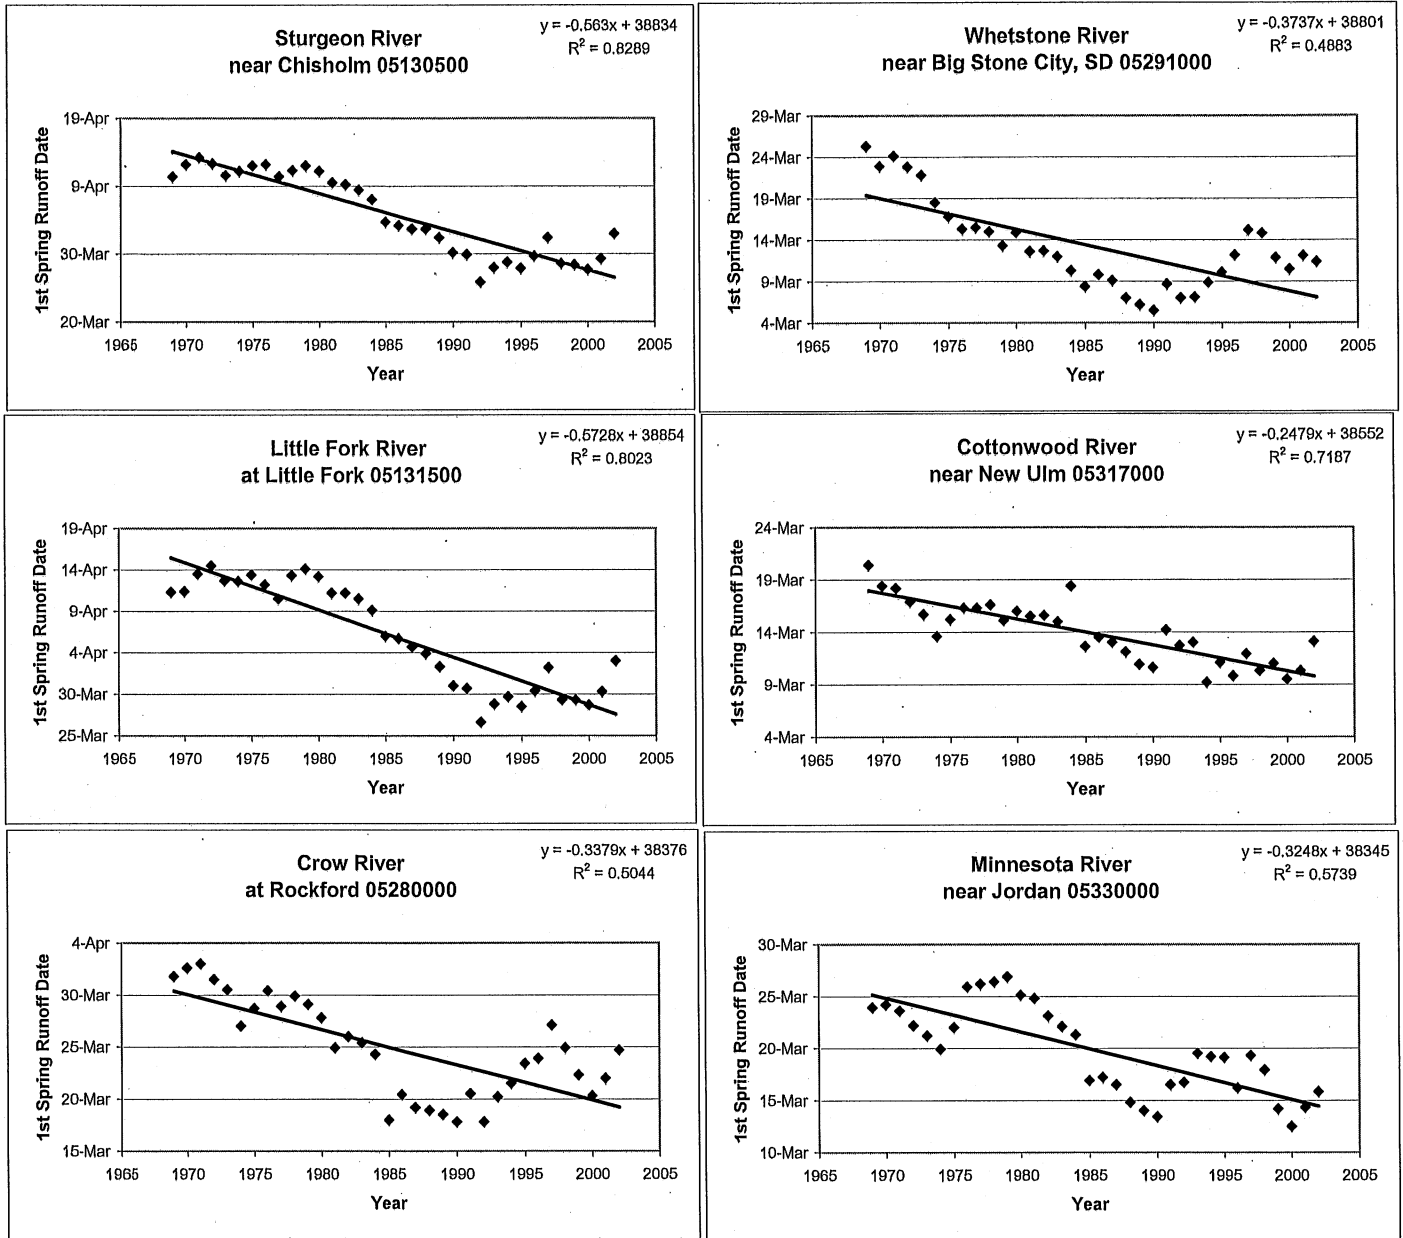 Sturgeon River
near Chisholm 05130500
y = -0.563x + 38834
R² = 0.8289
1st Spring Runoff Date
19-Apr
9-Apr
30-Mar
20-Mar
1965 1970 1975 1980 1985 1990 1995 2000 2005
Year
Whetstone River
near Big Stone City, SD 05291000
y = -0.3737x + 38801
R² = 0.4883
1st Spring Runoff Date
29-Mar
24-Mar
19-Mar
14-Mar
9-Mar
4-Mar
1965 1970 1975 1980 1985 1990 1995 2000 2005
Year
Little Fork River
at Little Fork 05131500
y = -0.5728x + 38854
R² = 0.8023
1st Spring Runoff Date
19-Apr
14-Apr
9-Apr
4-Apr
30-Mar
25-Mar
1965 1970 1975 1980 1985 1990 1995 2000 2005
Year
Cottonwood River
near New Ulm 05317000
y = -0.2479x + 38552
R² = 0.7187
1st Spring Runoff Date
24-Mar
19-Mar
14-Mar
9-Mar
4-Mar
1965 1970 1975 1980 1985 1990 1995 2000 2005
Year
Crow River
at Rockford 05280000
y = -0.3379x + 38376
R² = 0.5044
1st Spring Runoff Date
4-Apr
30-Mar
25-Mar
20-Mar
15-Mar
1965 1970 1975 1980 1985 1990 1995 2000 2005
Year
Minnesota River
near Jordan 05330000
y = -0.3248x + 38345
R² = 0.5739
1st Spring Runoff Date
30-Mar
25-Mar
20-Mar
15-Mar
10-Mar
1965 1970 1975 1980 1985 1990 1995 2000 2005
Year